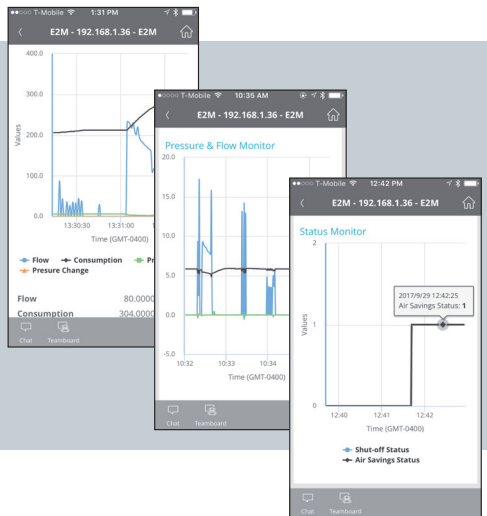 T-Mobile 1:31 PM
E2M - 192.168.1.36 - E2M
400.0
300.0
Values
200.0
100.0
0.0
13:30:30 13:31:00
Time (GMT-0400)
Flow Consumption Pr
Presure Change
Flow 80.0000
Consumption 304.0000
Chat Teamboard
T-Mobile 10:35 AM
E2M - 192.168.1.36 - E2M
Pressure & Flow Monitor
20.0
15.0
Values
10.0
5.0
0.0
-5.0
10:32 10:33 10:34
Time (GMT-0400)
Chat Teamboard
T-Mobile 12:42 PM
E2M - 192.168.1.36 - E2M
Status Monitor
2
2017/9/29 12:42:25
Air Savings Status: 1
Values
1
0
12:40 12:41 12:42
Time (GMT-0400)
Shut-off Status
Air Savings Status
Chat Teamboard